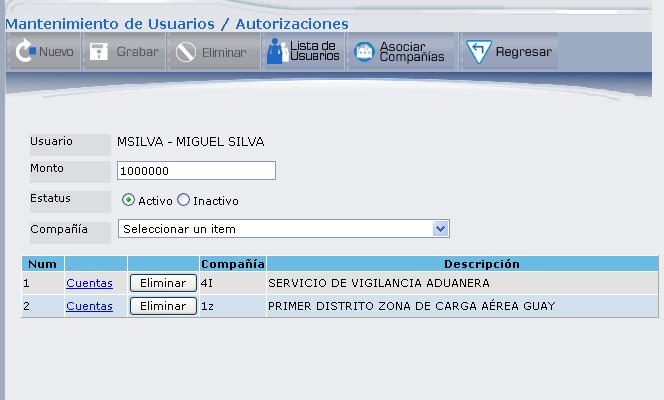 Mantenimiento de Usuarios / Autorizaciones
Nuevo Grabar Eliminar Lista de Usuarios Asociar Compañías Regresar
Usuario MSILVA - MIGUEL SILVA
Monto 1000000
Estatus Activo Inactivo
Compañía Seleccionar un item
Num Compañía Descripción
1 Cuentas Eliminar 4I SERVICIO DE VIGILANCIA ADUANERA
2 Cuentas Eliminar 1z PRIMER DISTRITO ZONA DE CARGA AÉREA GUAY